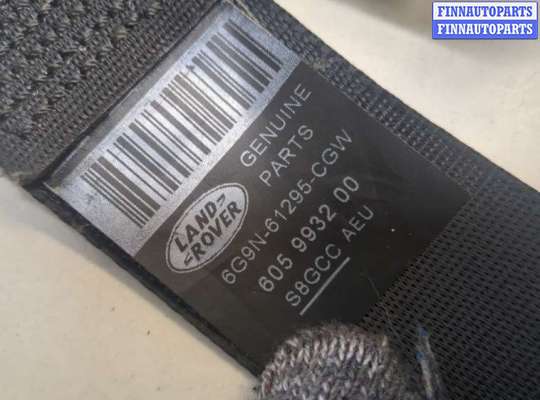 FINNAUTOPARTS
FINNAUTOPARTS
GENUINE
PARTS
LAND
ROVER
6G9N-61295-CGW
605 9932 00
S8GCC AEU